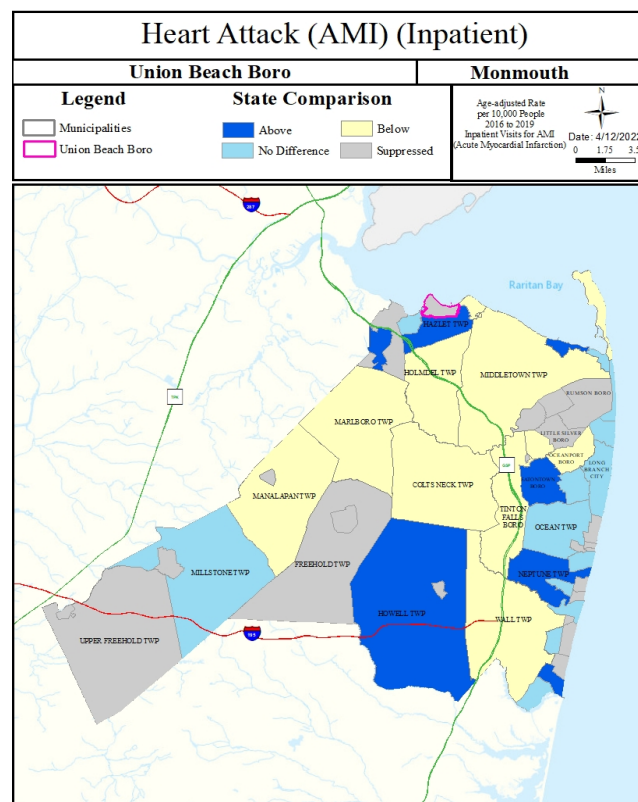 Heart Attack (AMI) (Inpatient)
Union Beach Boro
Monmouth
Legend
Municipalities
Union Beach Boro
State Comparison
Above
No Difference
Below
Suppressed
Age-adjusted Rate
per 10,000 People
2016 to 2019
Inpatient Visits for AMI
(Acute Myocardial Infarction)
N
Date: 4/12/2022
0 1.75 3.5
Miles
Raritan Bay
HAZLET TWP
HOLMDEL TWP
MIDDLETOWN TWP
RUMSON BORO
MARLBORO TWP
LITTLE SILVER
BORO
OCEANPORT
BORO
LONG
BRANCH
CITY
MANALAPAN TWP
COLTS NECK TWP
TINTON
FALLS
BORO
OCEAN TWP
FREEHOLD TWP
MILLSTONE TWP
NEPTUNE TWP
HOWELL TWP
WALL TWP
UPPER FREEHOLD TWP
195